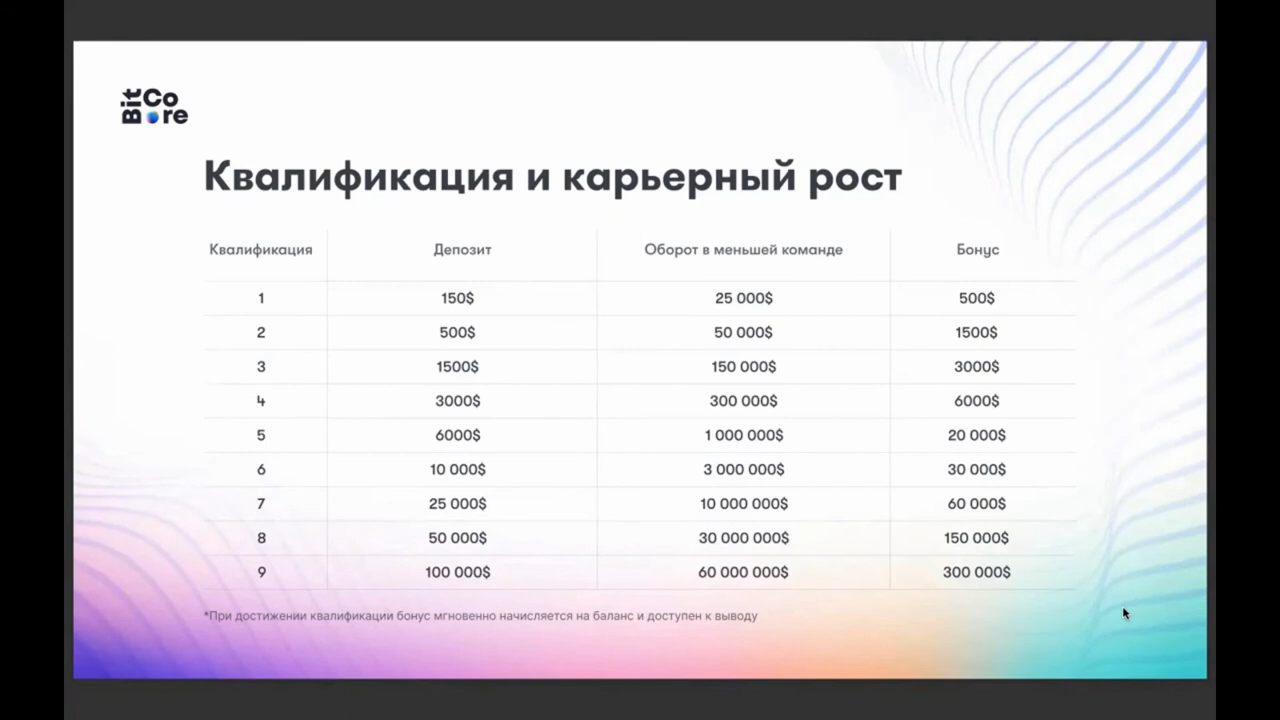 Bit
Co
re
Квалификация и карьерный рост
Квалификация Депозит Оборот в меньшей команде Бонус
1 150$ 25 000$ 500$
2 500$ 50 000$ 1500$
3 1500$ 150 000$ 3000$
4 3000$ 300 000$ 6000$
5 6000$ 1 000 000$ 20 000$
6 10 000$ 3 000 000$ 30 000$
7 25 000$ 10 000 000$ 60 000$
8 50 000$ 30 000 000$ 150 000$
9 100 000$ 60 000 000$ 300 000$
*При достижении квалификации бонус мгновенно начисляется на баланс и доступен к выводу